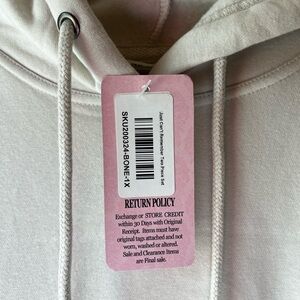 Just Can't Remember Two Piece Set
SKU200324-BONE-1X
RETURN POLICY
Exchange or STORE CREDIT
within 30 Days with Original
Receipt. Items must have
original tags attached and not
worn, washed or altered.
Sale and Clearance Items
are Final sale.